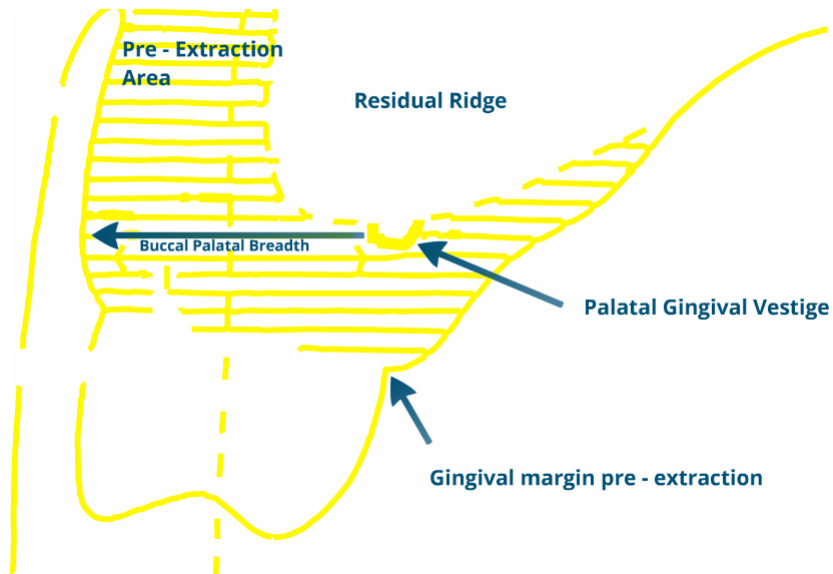 Pre - Extraction
Area
Residual Ridge
Buccal Palatal Breadth
Palatal Gingival Vestige
Gingival margin pre - extraction